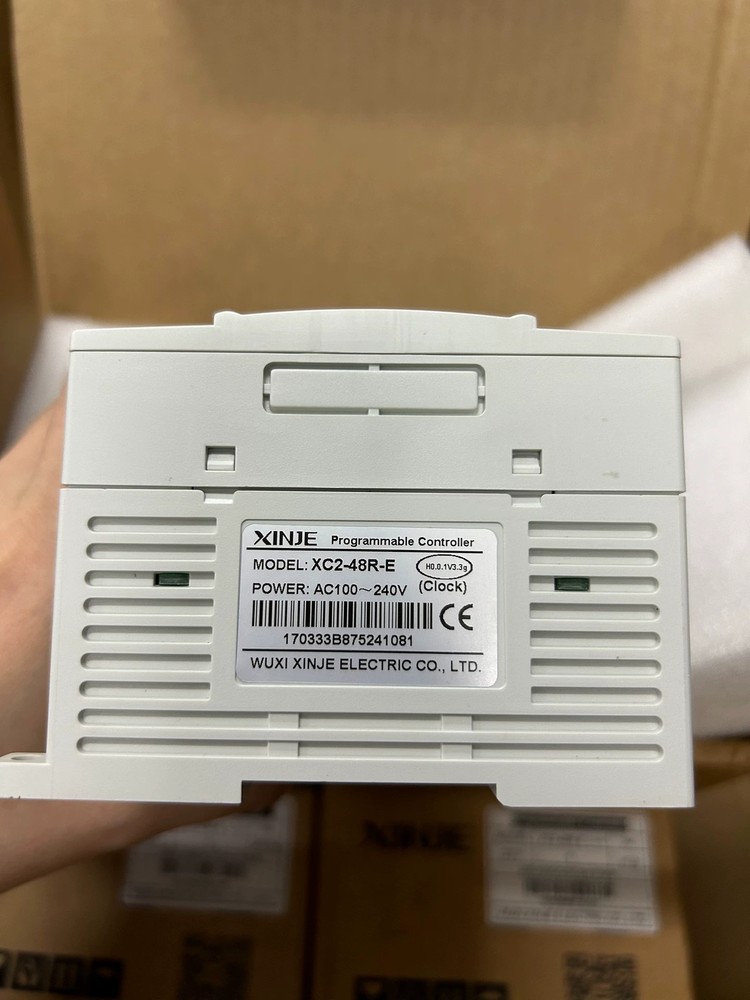 XINJE Programmable Controller
MODEL: XC2-48R-E H0.0.1V3.3g
POWER: AC100～240V (Clock)
CE
170333B875241081
WUXI XINJE ELECTRIC CO., LTD.
XINJE